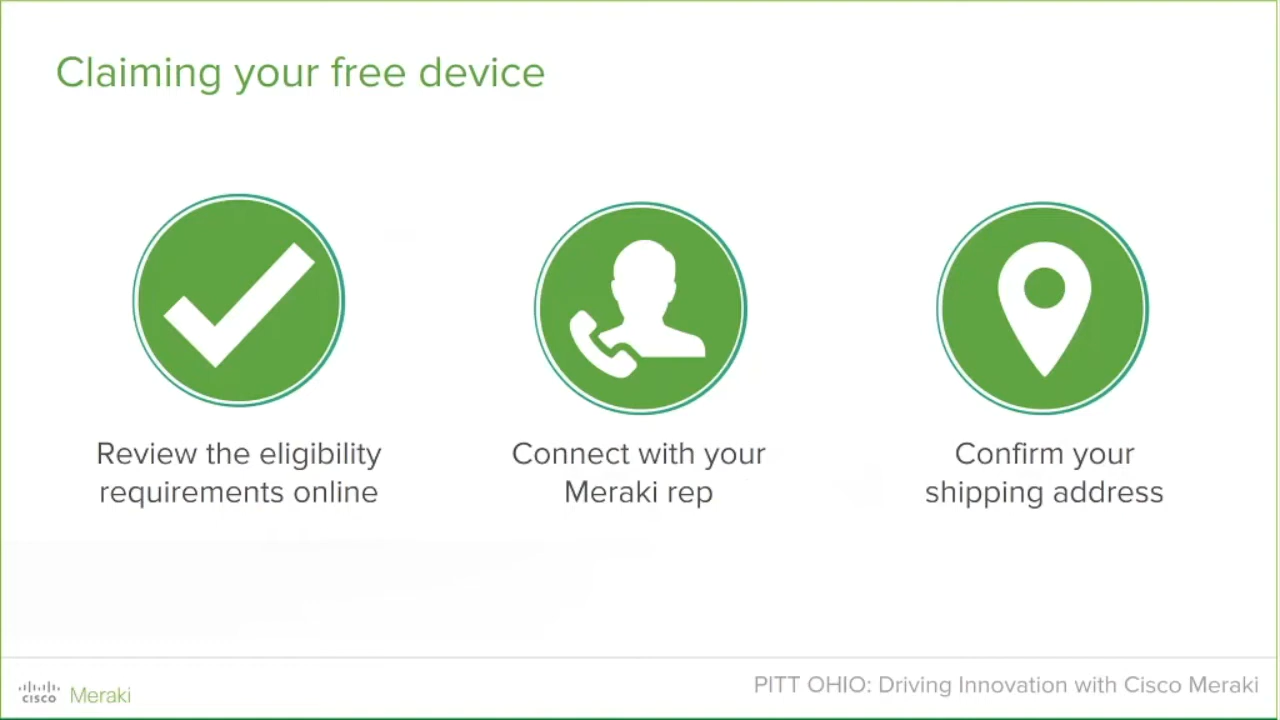 Claiming your free device
Review the eligibility
requirements online
Connect with your
Meraki rep
Confirm your
shipping address
CISCO Meraki
PITT OHIO: Driving Innovation with Cisco Meraki